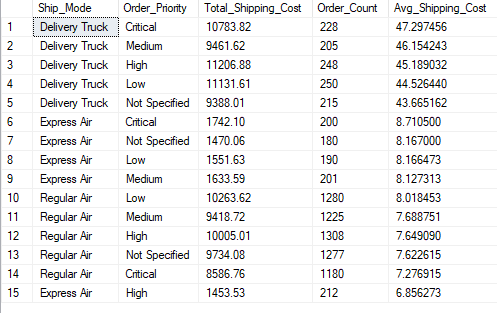 Ship_Mode Order_Priority Total_Shipping_Cost Order_Count Avg_Shipping_Cost
1 Delivery Truck Critical 10783.82 228 47.297456
2 Delivery Truck Medium 9461.62 205 46.154243
3 Delivery Truck High 11206.88 248 45.189032
4 Delivery Truck Low 11131.61 250 44.526440
5 Delivery Truck Not Specified 9388.01 215 43.665162
6 Express Air Critical 1742.10 200 8.710500
7 Express Air Not Specified 1470.06 180 8.167000
8 Express Air Low 1551.63 190 8.166473
9 Express Air Medium 1633.59 201 8.127313
10 Regular Air Low 10263.62 1280 8.018453
11 Regular Air Medium 9418.72 1225 7.688751
12 Regular Air High 10005.01 1308 7.649090
13 Regular Air Not Specified 9734.08 1277 7.622615
14 Regular Air Critical 8586.76 1180 7.276915
15 Express Air High 1453.53 212 6.856273